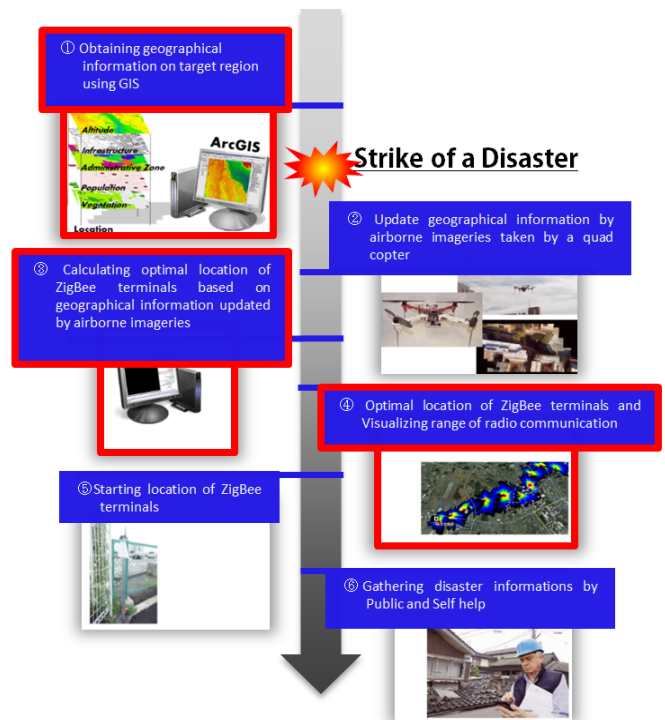 ① Obtaining geographical
information on target region
using GIS
Altitude
Infrastructure
Administrative Zone
Population
Vegetation
Location
ArcGIS
Strike of a Disaster
② Update geographical information by
airborne imageries taken by a quad
copter
③ Calculating optimal location of
ZigBee terminals based on
geographical information updated
by airborne imageries
④ Optimal location of ZigBee terminals and
Visualizing range of radio communication
⑤Starting location of ZigBee
terminals
⑥ Gathering disaster informations by
Public and Self help